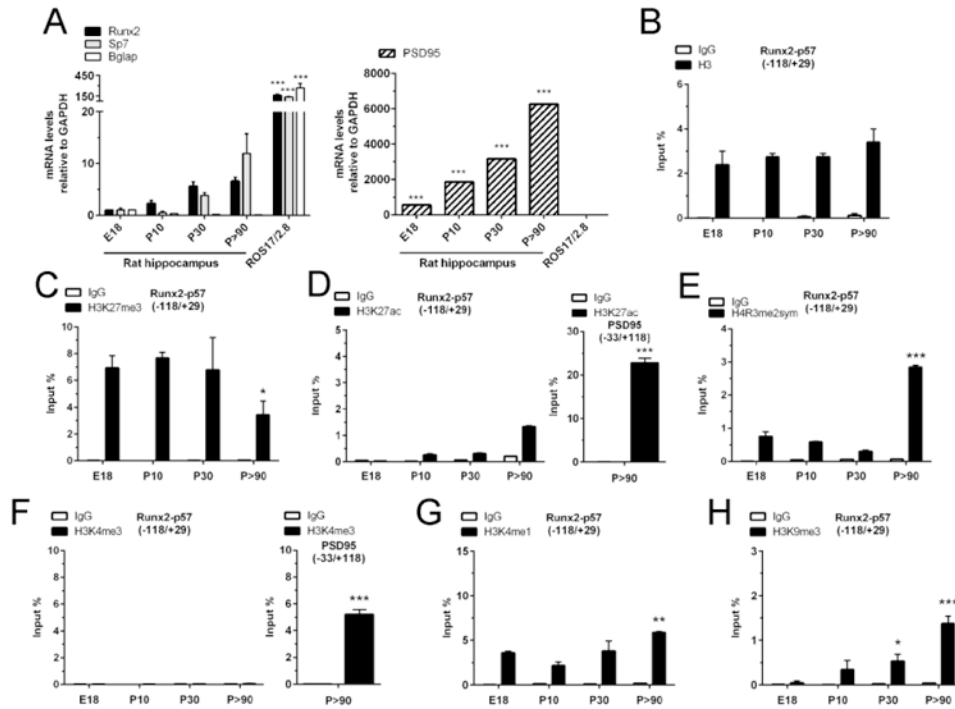 A
Runx2
Sp7
Bglap
mRNA levels
relative to GAPDH
450
300
150
20
10
0
***
***
***
E18
P10
P30
P>90
ROS17/2.8
Rat hippocampus
PSD95
mRNA levels
relative to GAPDH
8000
6000
4000
2000
1000
500
0
***
***
***
***
E18
P10
P30
P>90
ROS17/2.8
Rat hippocampus
B
IgG
H3
Runx2-p57
(-118/+29)
Input %
6
4
2
0
E18
P10
P30
P>90
C
IgG
H3K27me3
Runx2-p57
(-118/+29)
Input %
10
8
6
4
2
0
*
E18
P10
P30
P>90
D
IgG
H3K27ac
Runx2-p57
(-118/+29)
Input %
5
4
3
2
1
0
E18
P10
P30
P>90
IgG
H3K27ac
PSD95
(-33/+118)
Input %
30
20
10
0
***
P>90
E
IgG
H4R3me2sym
Runx2-p57
(-118/+29)
Input %
4
3
2
1
0
***
E18
P10
P30
P>90
F
IgG
H3K4me3
Runx2-p57
(-118/+29)
Input %
10
8
6
4
2
0
E18
P10
P30
P>90
IgG
H3K4me3
PSD95
(-33/+118)
Input %
10
8
6
4
2
0
***
P>90
G
IgG
H3K4me1
Runx2-p57
(-118/+29)
Input %
15
10
5
0
**
E18
P10
P30
P>90
H
IgG
H3K9me3
Runx2-p57
(-118/+29)
Input %
3
2
1
0
*
***
E18
P10
P30
P>90